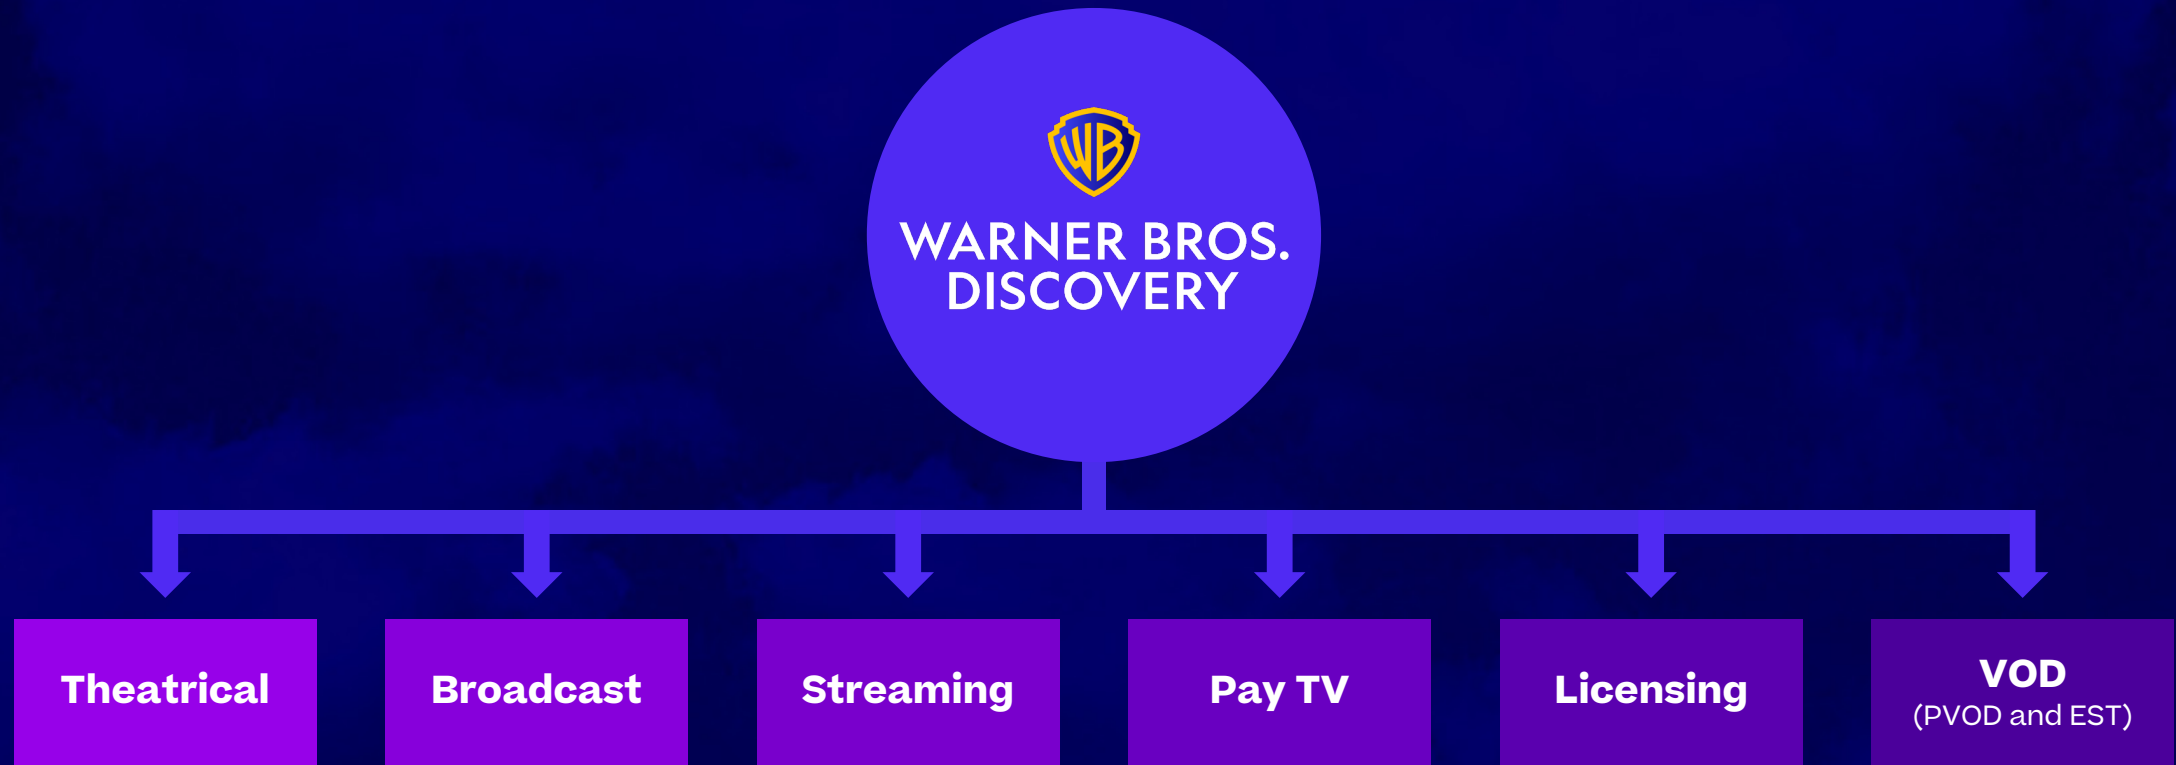 WB
WARNER BROS.
DISCOVERY
Theatrical
Broadcast
Streaming
Pay TV
Licensing
VOD
(PVOD and EST)